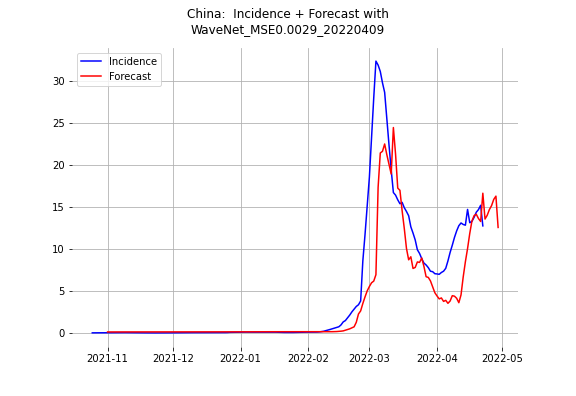 China:  Incidence + Forecast with
WaveNet_MSE0.0029_20220409
Incidence
Forecast
30
25
20
15
10
5
0
2021-11 2021-12 2022-01 2022-02 2022-03 2022-04 2022-05